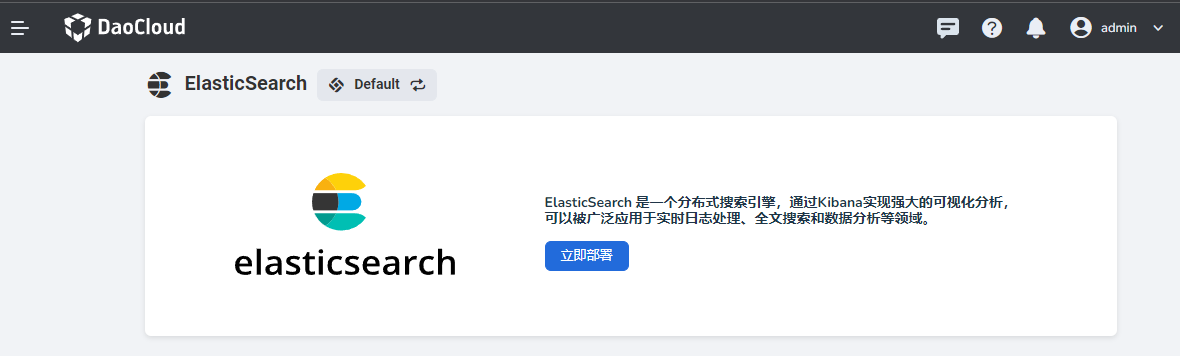 DaoCloud
admin
ElasticSearch
Default
elasticsearch
ElasticSearch 是一个分布式搜索引擎，通过Kibana实现强大的可视化分析，
可以被广泛应用于实时日志处理、全文搜索和数据分析等领域。
立即部署